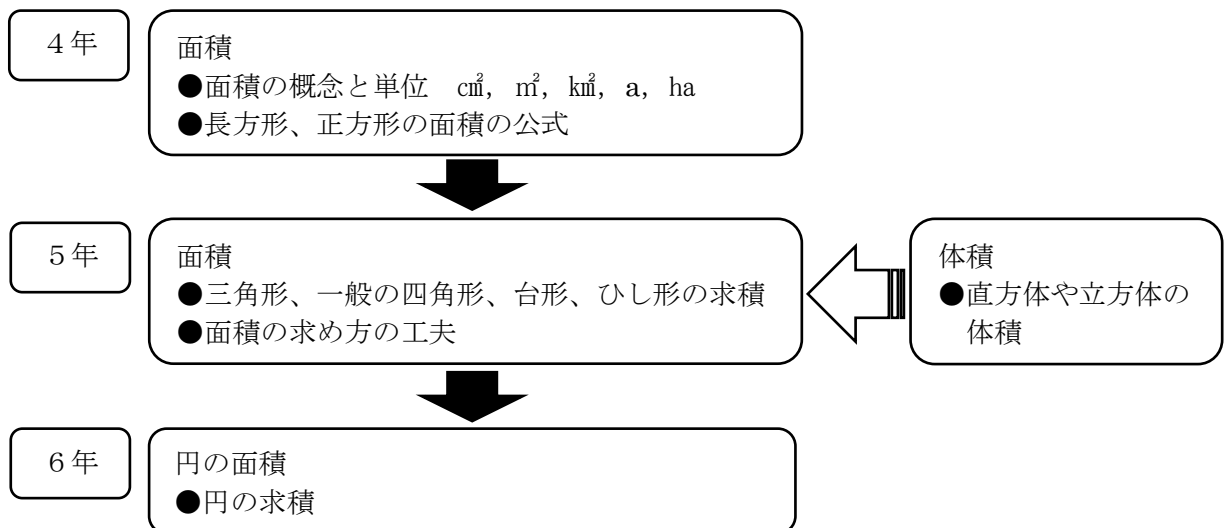 ４年
面積
●面積の概念と単位　㎠，㎡，㎢，a，ha
●長方形、正方形の面積の公式
５年
面積
●三角形、一般の四角形、台形、ひし形の求積
●面積の求め方の工夫
体積
●直方体や立方体の
体積
６年
円の面積
●円の求積